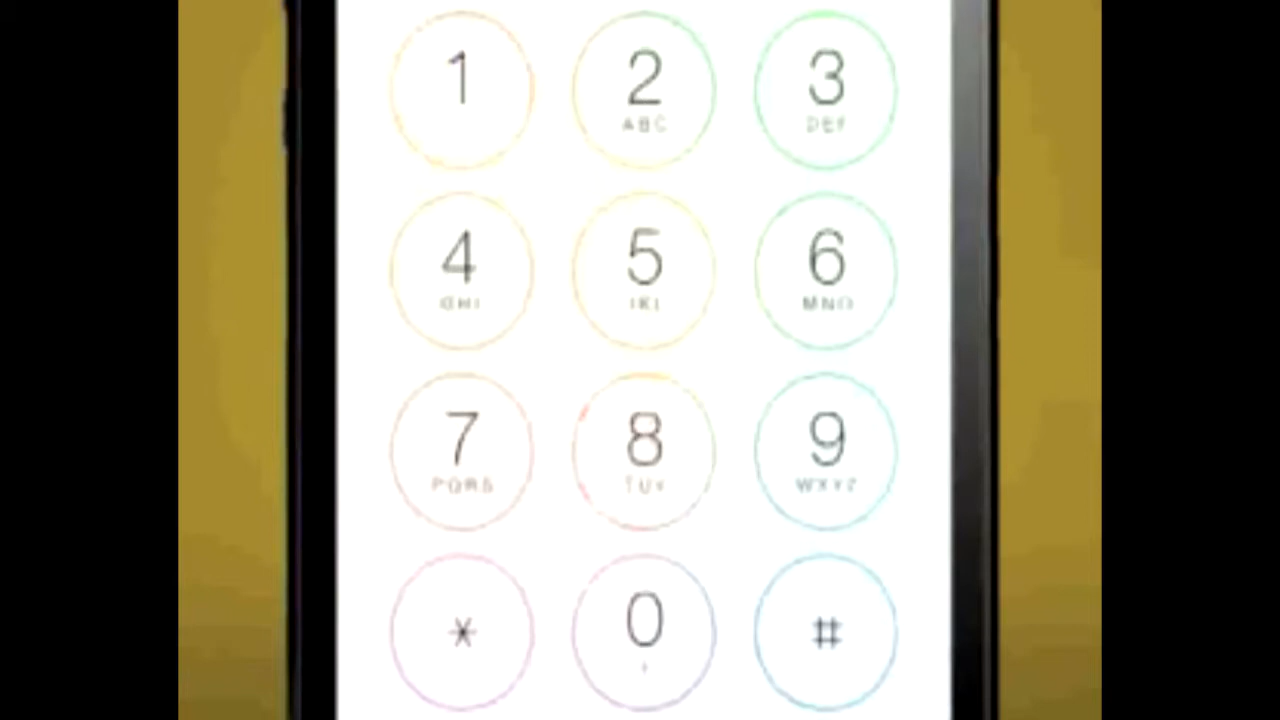 1 2 3
ABC DEF
4 5 6
GHI JKL MNO
7 8 9
PQRS TUV WXYZ
* 0 #
+